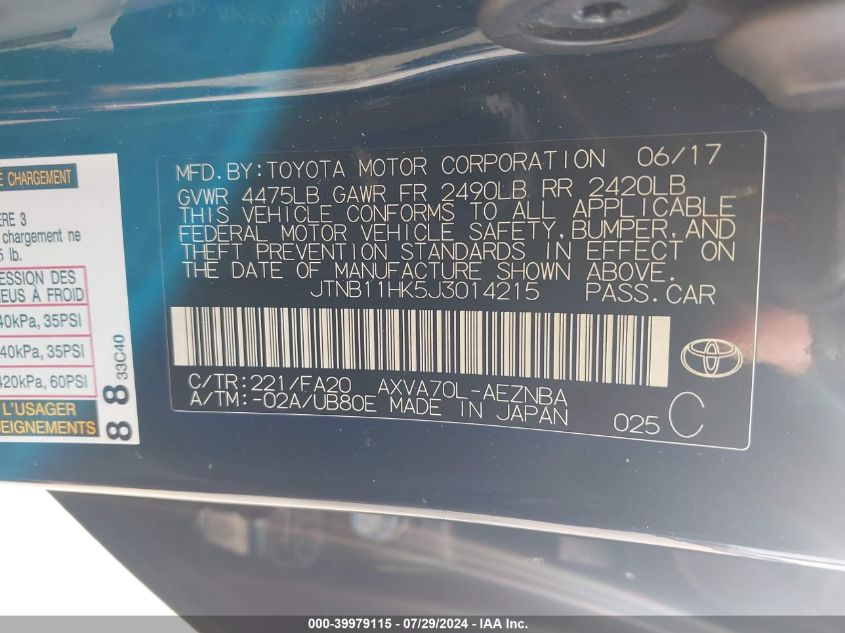 MFD.BY:TOYOTA MOTOR CORPORATION 06/17
GVWR 4475LB GAWR FR 2490LB RR 2420LB
THIS VEHICLE CONFORMS TO ALL APPLICABLE
FEDERAL MOTOR VEHICLE SAFETY,BUMPER,AND
THEFT PREVENTION STANDARDS IN EFFECT ON
THE DATE OF MANUFACTURE SHOWN ABOVE.
JTNB11HK5J3014215 PASS.CAR
C/TR:221/FA20 AXVA70L-AEZNBA
A/TM:-02A/UB80E MADE IN JAPAN
025 C
E CHARGEMENT
ÈRE 3
chargement ne
5 lb.
ESSION DES
EUS À FROID
40kPa, 35PSI
40kPa, 35PSI
420kPa, 60PSI
L'USAGER
SEIGNEMENTS
88
33C40
000-39979115 - 07/29/2024 - IAA Inc.